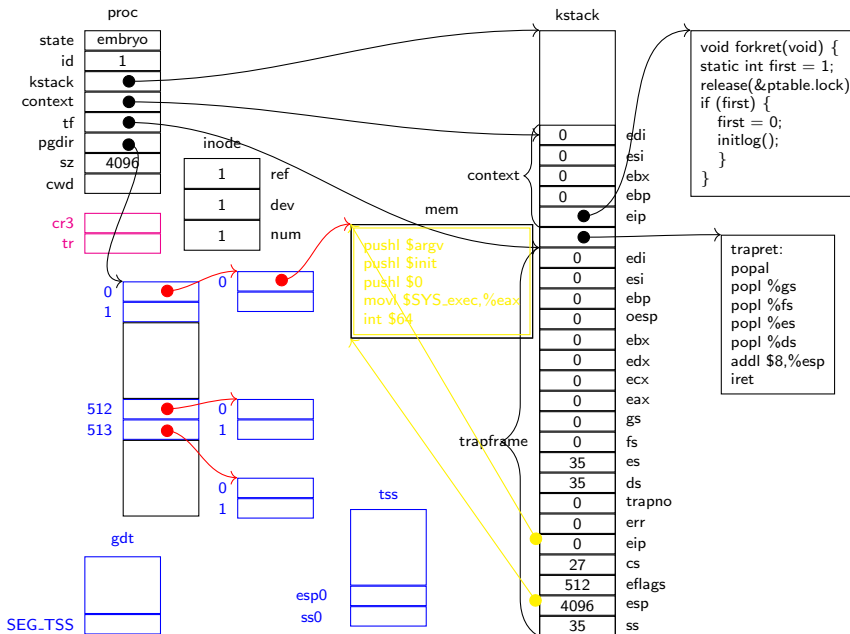 proc
state embryo
id 1
kstack
context
tf
pgdir
sz 4096
cwd
cr3
tr
inode
1 ref
1 dev
1 num
0
1
512
513
0
0
1
0
1
gdt
SEG_TSS
tss
esp0
ss0
mem
pushl $argv
pushl $init
pushl $0
movl $SYS_exec,%eax
int $64
kstack
context
0 edi
0 esi
0 ebx
0 ebp
eip
trapframe
0 edi
0 esi
0 ebp
0 oesp
0 ebx
0 edx
0 ecx
0 eax
0 gs
0 fs
35 es
35 ds
0 trapno
0 err
0 eip
27 cs
512 eflags
4096 esp
35 ss
void forkret(void) {
static int first = 1;
release(&ptable.lock)
if (first) {
first = 0;
initlog();
}
}
trapret:
popal
popl %gs
popl %fs
popl %es
popl %ds
addl $8,%esp
iret